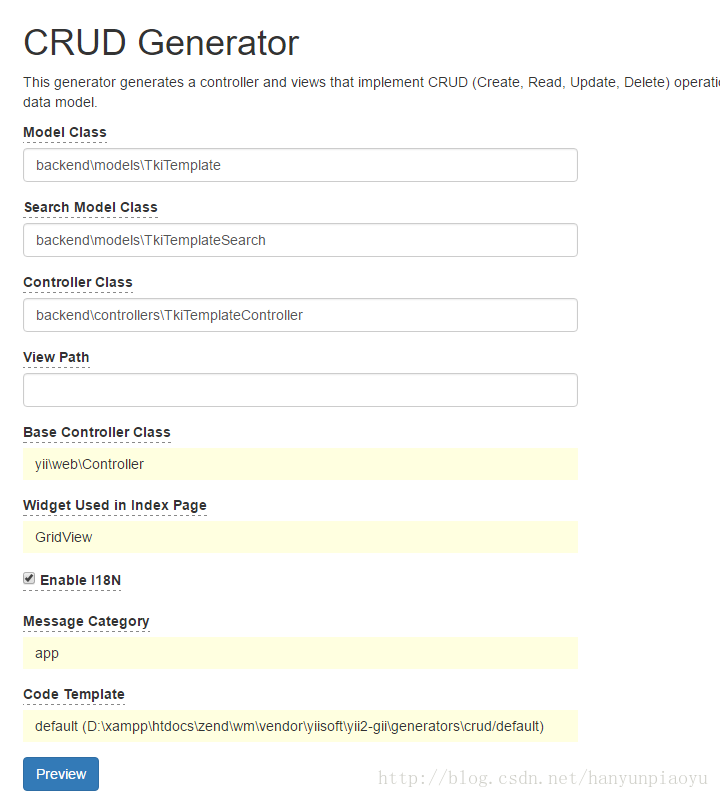 CRUD Generator
This generator generates a controller and views that implement CRUD (Create, Read, Update, Delete)
data model.
Model Class
backend\models\TkiTemplate
Search Model Class
backend\models\TkiTemplateSearch
Controller Class
backend\controllers\TkiTemplateController
View Path
Base Controller Class
yii\web\Controller
Widget Used in Index Page
GridView
Enable I18N
Message Category
app
Code Template
default (D:\xampp\htdocs\zend\wm\vendor\yiisoft\yii2-gii\generators\crud/default)
Preview
http://blog.csdn.net/hanyunpiaoyu